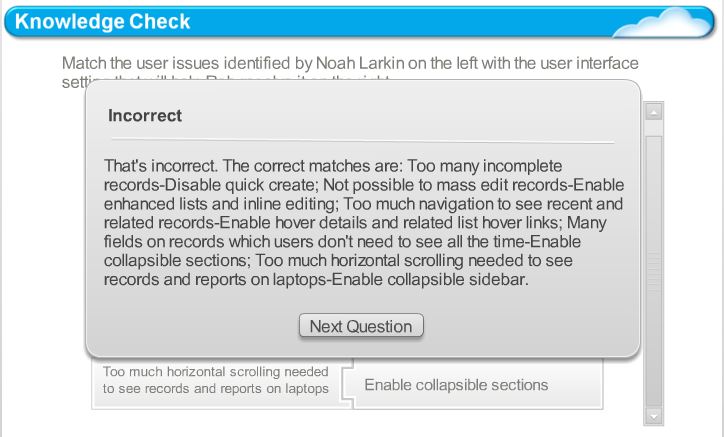 Knowledge Check
Match the user issues identified by Noah Larkin on the left with the user interface
Incorrect
That's incorrect. The correct matches are: Too many incomplete
records-Disable quick create; Not possible to mass edit records-Enable
enhanced lists and inline editing; Too much navigation to see recent and
related records-Enable hover details and related list hover links; Many
fields on records which users don't need to see all the time-Enable
collapsible sections; Too much horizontal scrolling needed to see
records and reports on laptops-Enable collapsible sidebar.
Next Question
Too much horizontal scrolling needed
to see records and reports on laptops
Enable collapsible sections